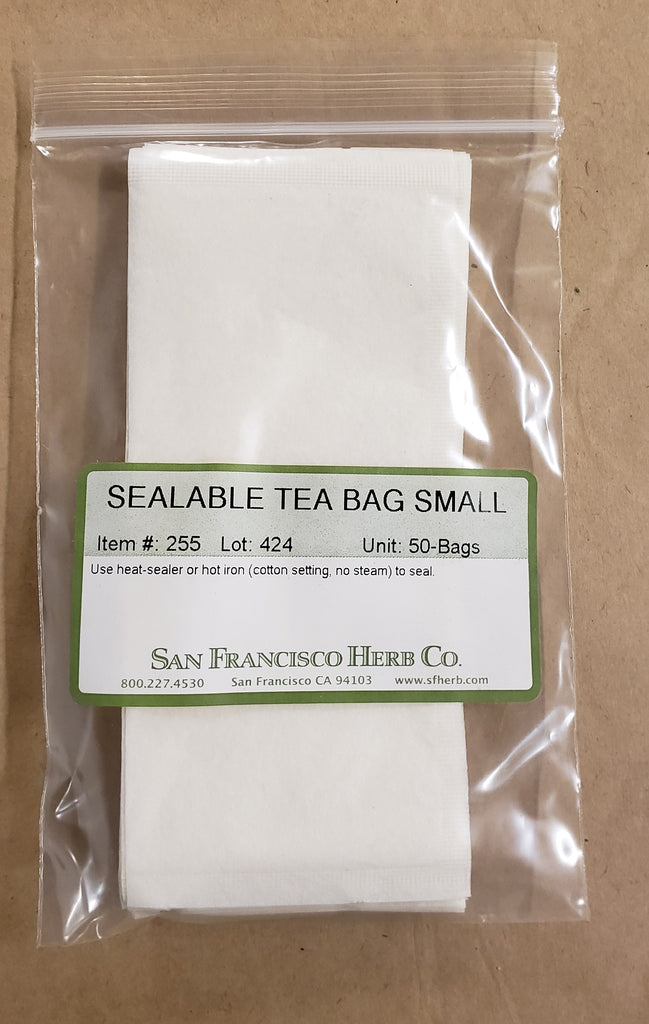 SEALABLE TEA BAG SMALL
Item #: 255 Lot: 424 Unit: 50-Bags
Use heat-sealer or hot iron (cotton setting, no steam) to seal.
SAN FRANCISCO HERB CO.
800.227.4530 San Francisco CA 94103 www.sfherb.com